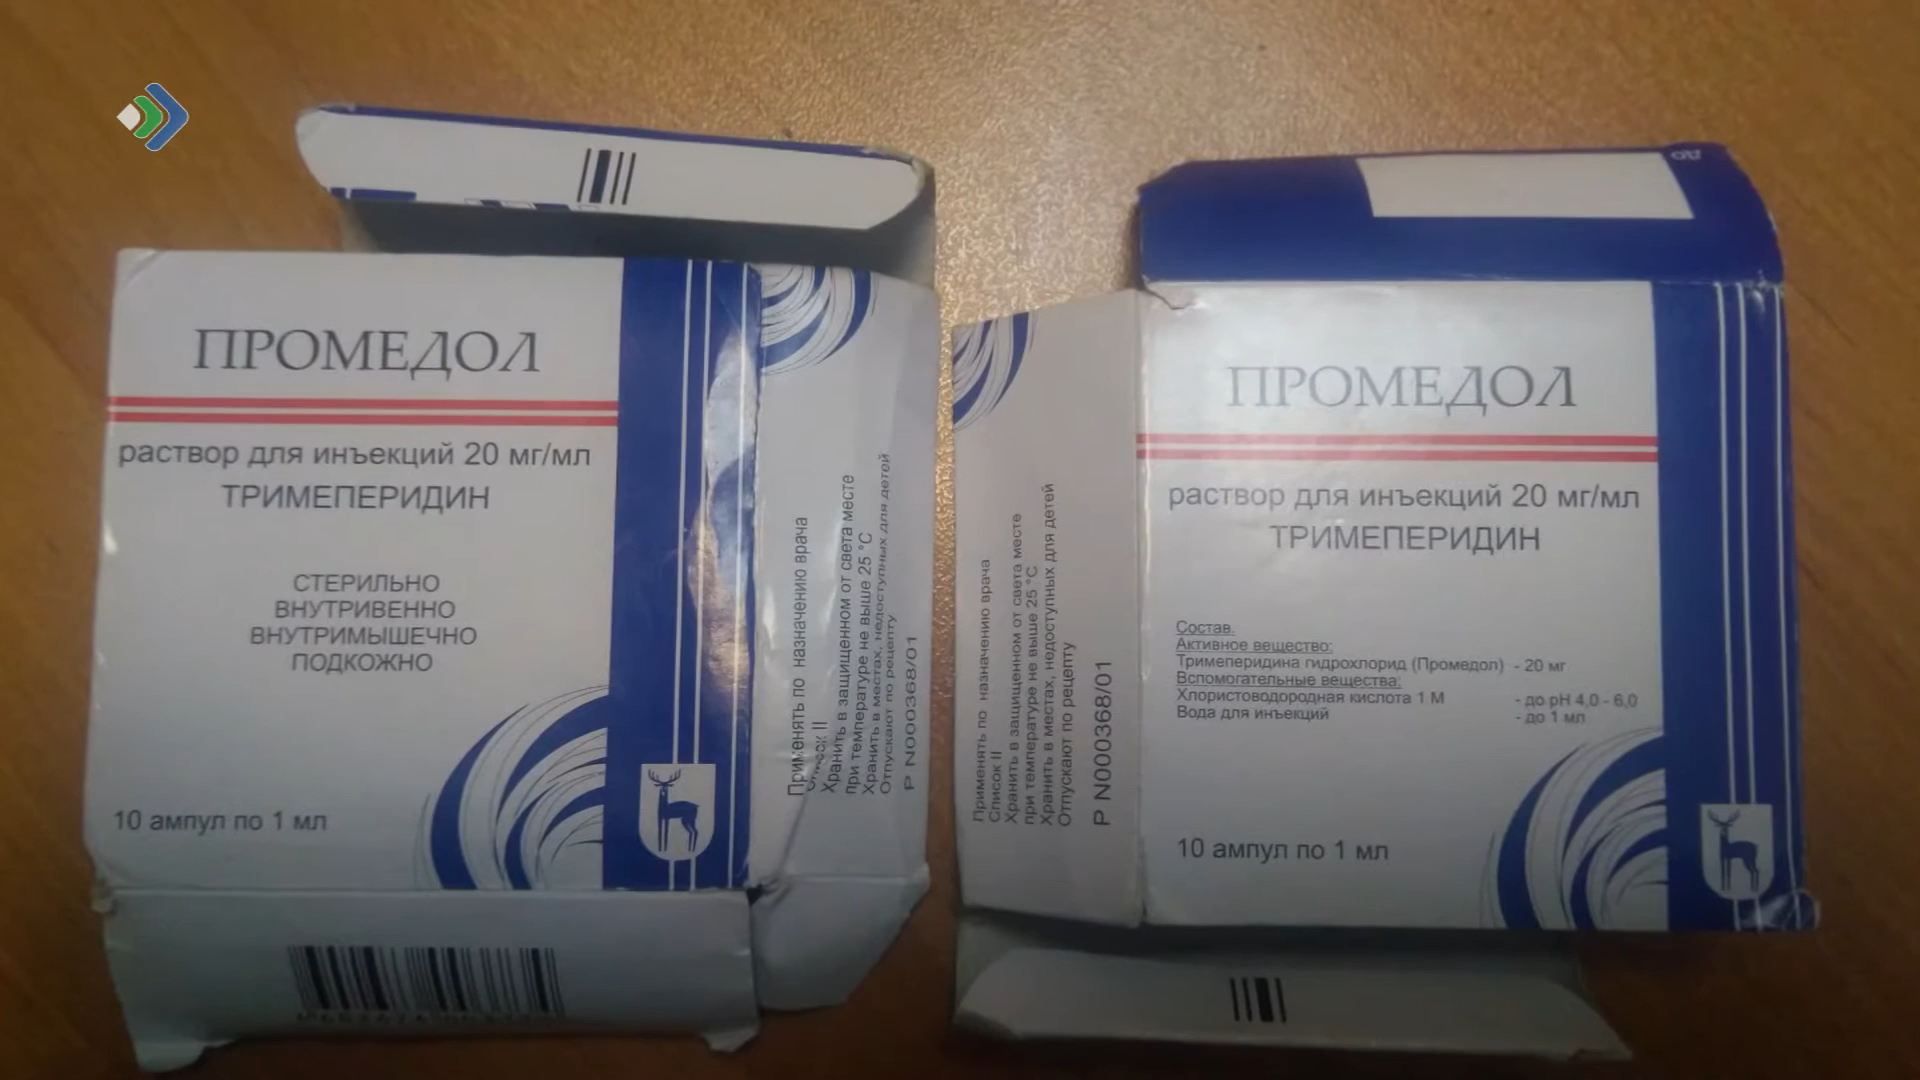 ПРОМЕДОЛ
раствор для инъекций 20 мг/мл
ТРИМЕПЕРИДИН
СТЕРИЛЬНО
ВНУТРИВЕННО
ВНУТРИМЫШЕЧНО
ПОДКОЖНО
10 ампул по 1 мл
Применять по назначению врача
Список II
Хранить в защищенном от света месте
при температуре не выше 25 °С
Хранить в местах, недоступных для детей
Отпускают по рецепту
Р N000368/01
Применять по назначению врача
Список II
Хранить в защищенном от света месте
при температуре не выше 25 °С
Хранить в местах, недоступных для детей
Отпускают по рецепту
Р N000368/01
ПРОМЕДОЛ
раствор для инъекций 20 мг/мл
ТРИМЕПЕРИДИН
Состав.
Активное вещество:
Тримеперидина гидрохлорид (Промедол) - 20 мг
Вспомогательные вещества:
Хлористоводородная кислота 1 М - до pH 4,0 - 6,0
Вода для инъекций - до 1 мл
10 ампул по 1 мл